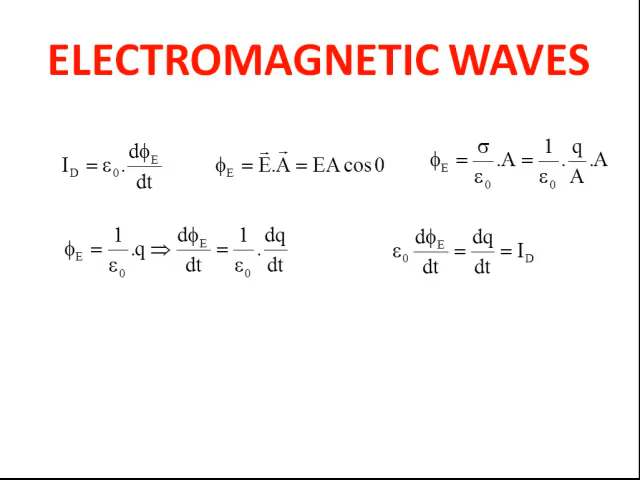 ELECTROMAGNETIC WAVES
I_D = ε_0 . dϕ_E/dt    ϕ_E = E⃗.A⃗ = EA cos 0    ϕ_E = σ/ε_0 .A = 1/ε_0 . q/A .A
ϕ_E = 1/ε_0 .q ⇒ dϕ_E/dt = 1/ε_0 . dq/dt    ε_0 dϕ_E/dt = dq/dt = I_D